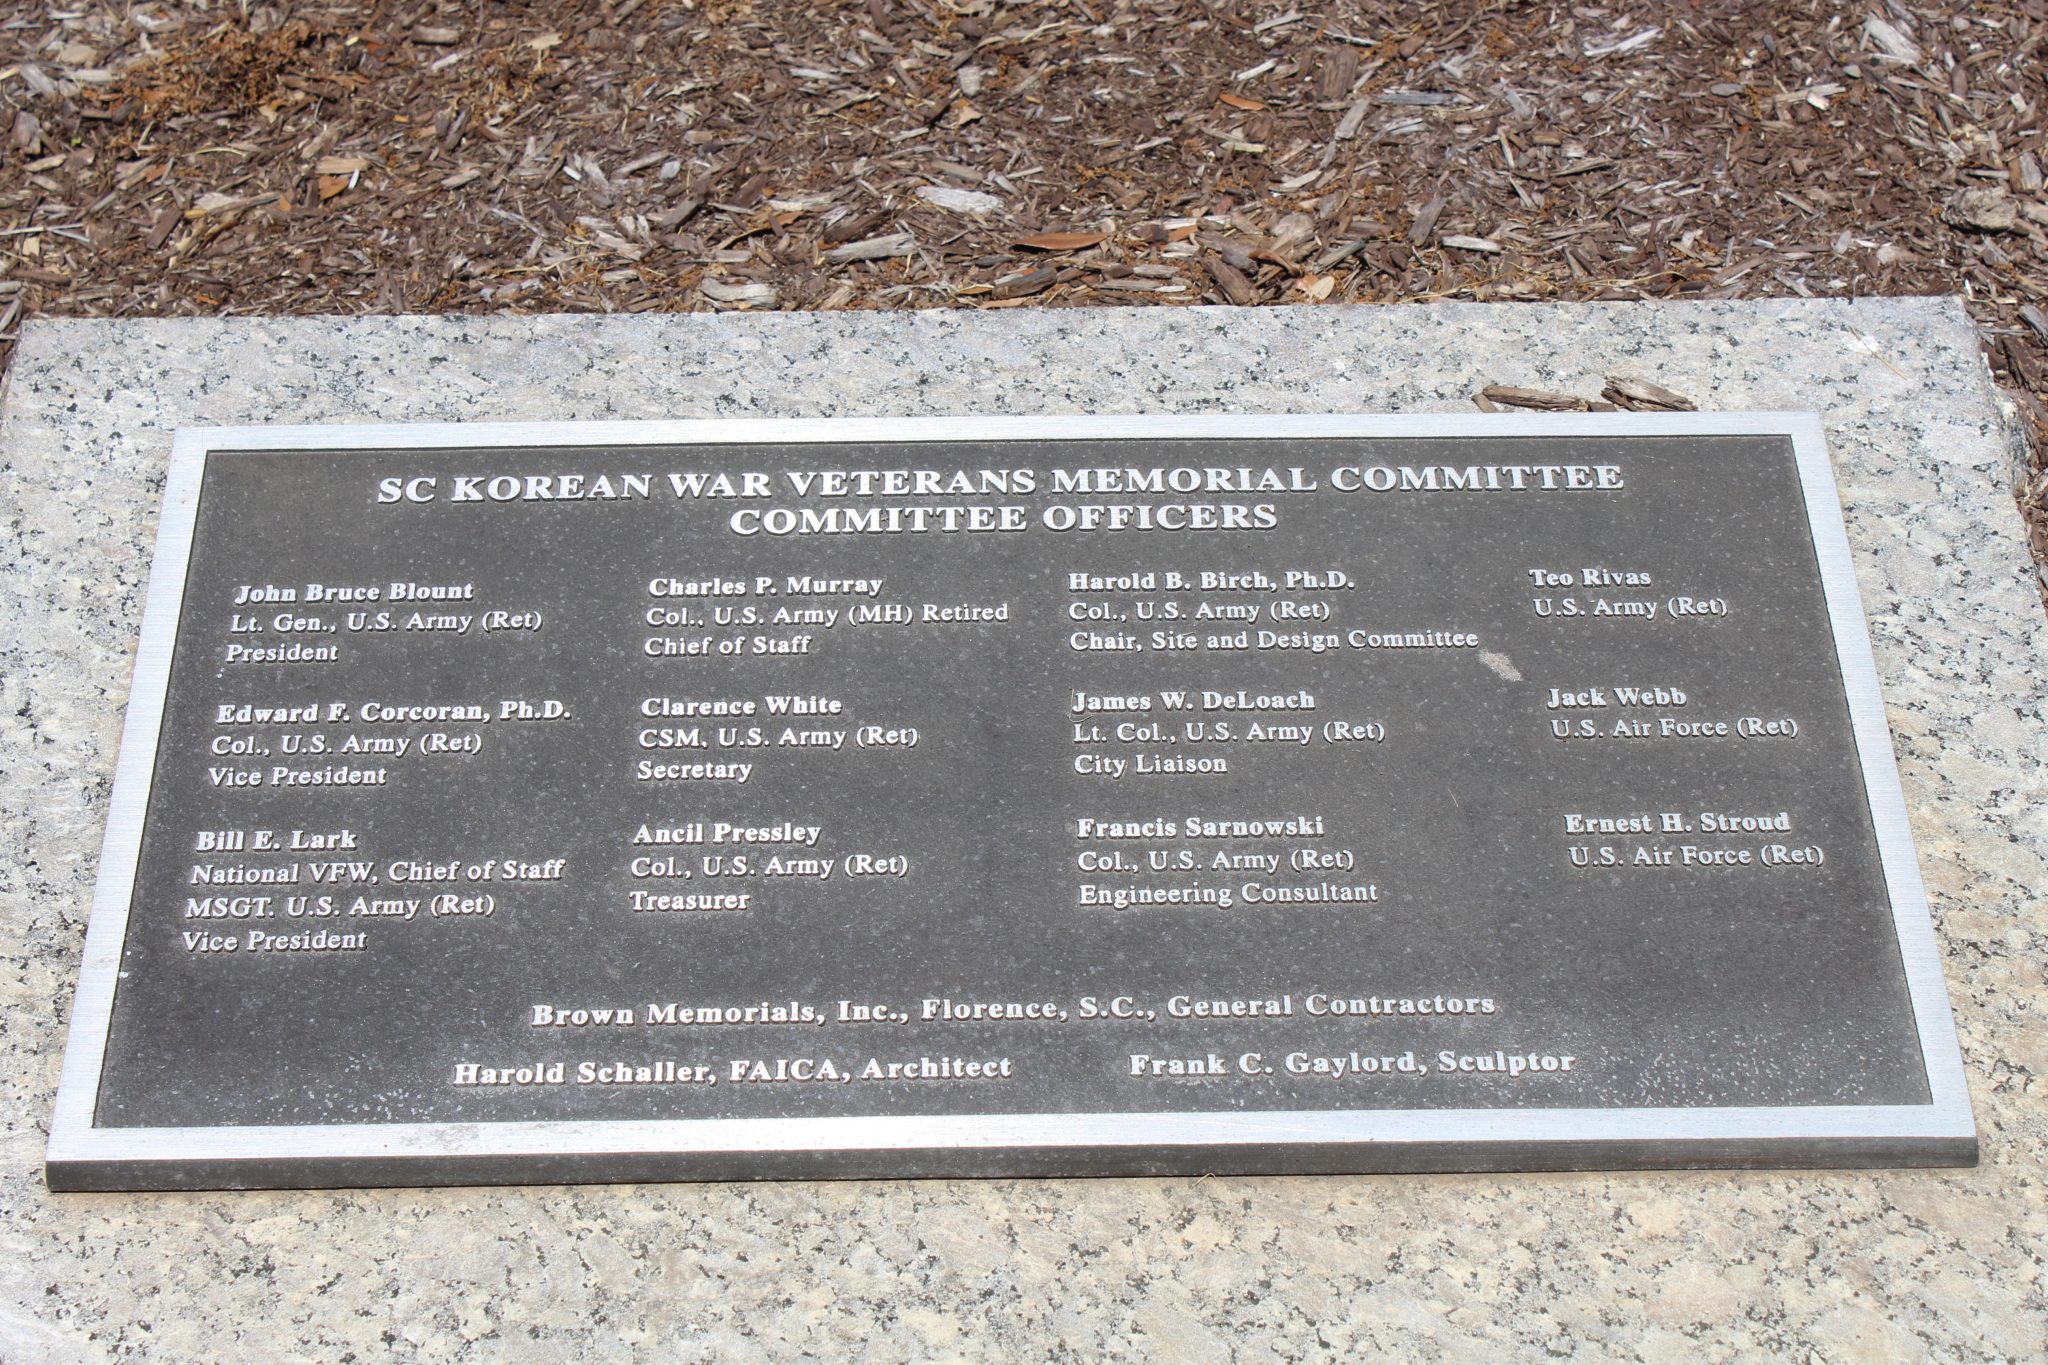 SC KOREAN WAR VETERANS MEMORIAL COMMITTEE
COMMITTEE OFFICERS
John Bruce Blount
Lt. Gen., U.S. Army (Ret)
President
Edward F. Corcoran, Ph.D.
Col., U.S. Army (Ret)
Vice President
Bill E. Lark
National VFW, Chief of Staff
MSGT. U.S. Army (Ret)
Vice President
Charles P. Murray
Col., U.S. Army (MH) Retired
Chief of Staff
Clarence White
CSM, U.S. Army (Ret)
Secretary
Ancil Pressley
Col., U.S. Army (Ret)
Treasurer
Harold B. Birch, Ph.D.
Col., U.S. Army (Ret)
Chair, Site and Design Committee
James W. DeLoach
Lt. Col., U.S. Army (Ret)
City Liaison
Francis Sarnowski
Col., U.S. Army (Ret)
Engineering Consultant
Teo Rivas
U.S. Army (Ret)
Jack Webb
U.S. Air Force (Ret)
Ernest H. Stroud
U.S. Air Force (Ret)
Brown Memorials, Inc., Florence, S.C., General Contractors
Harold Schaller, FAICA, Architect
Frank C. Gaylord, Sculptor